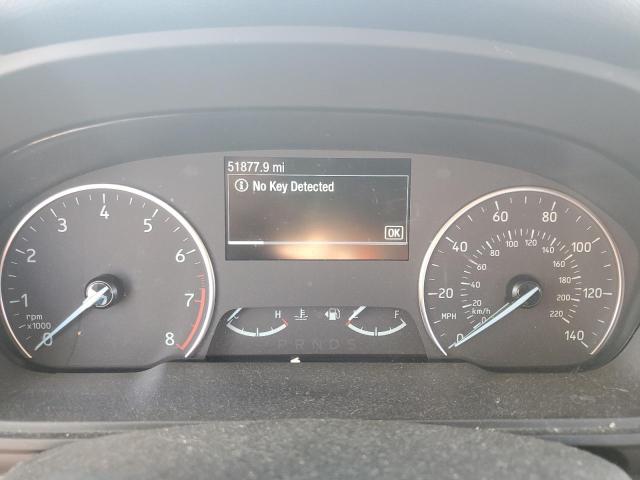 51877.9 mi
No Key Detected
OK
0 1 2 3 4 5 6 7 8
rpm
x1000
H F
P R N D S
0 20 40 60 80 100 120 140
MPH
0 20 40 60 80 100 120 140 160 180 200 220
km/h